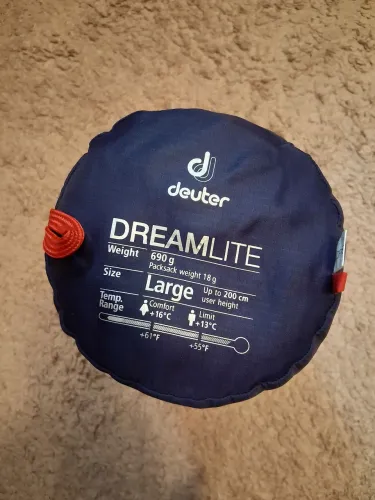 deuter
DREAMLITE
Weight 690 g
Packsack weight 18 g
Size Large Up to 200 cm
user height
Temp. Range Comfort +16°C Limit +13°C
+61°F +55°F